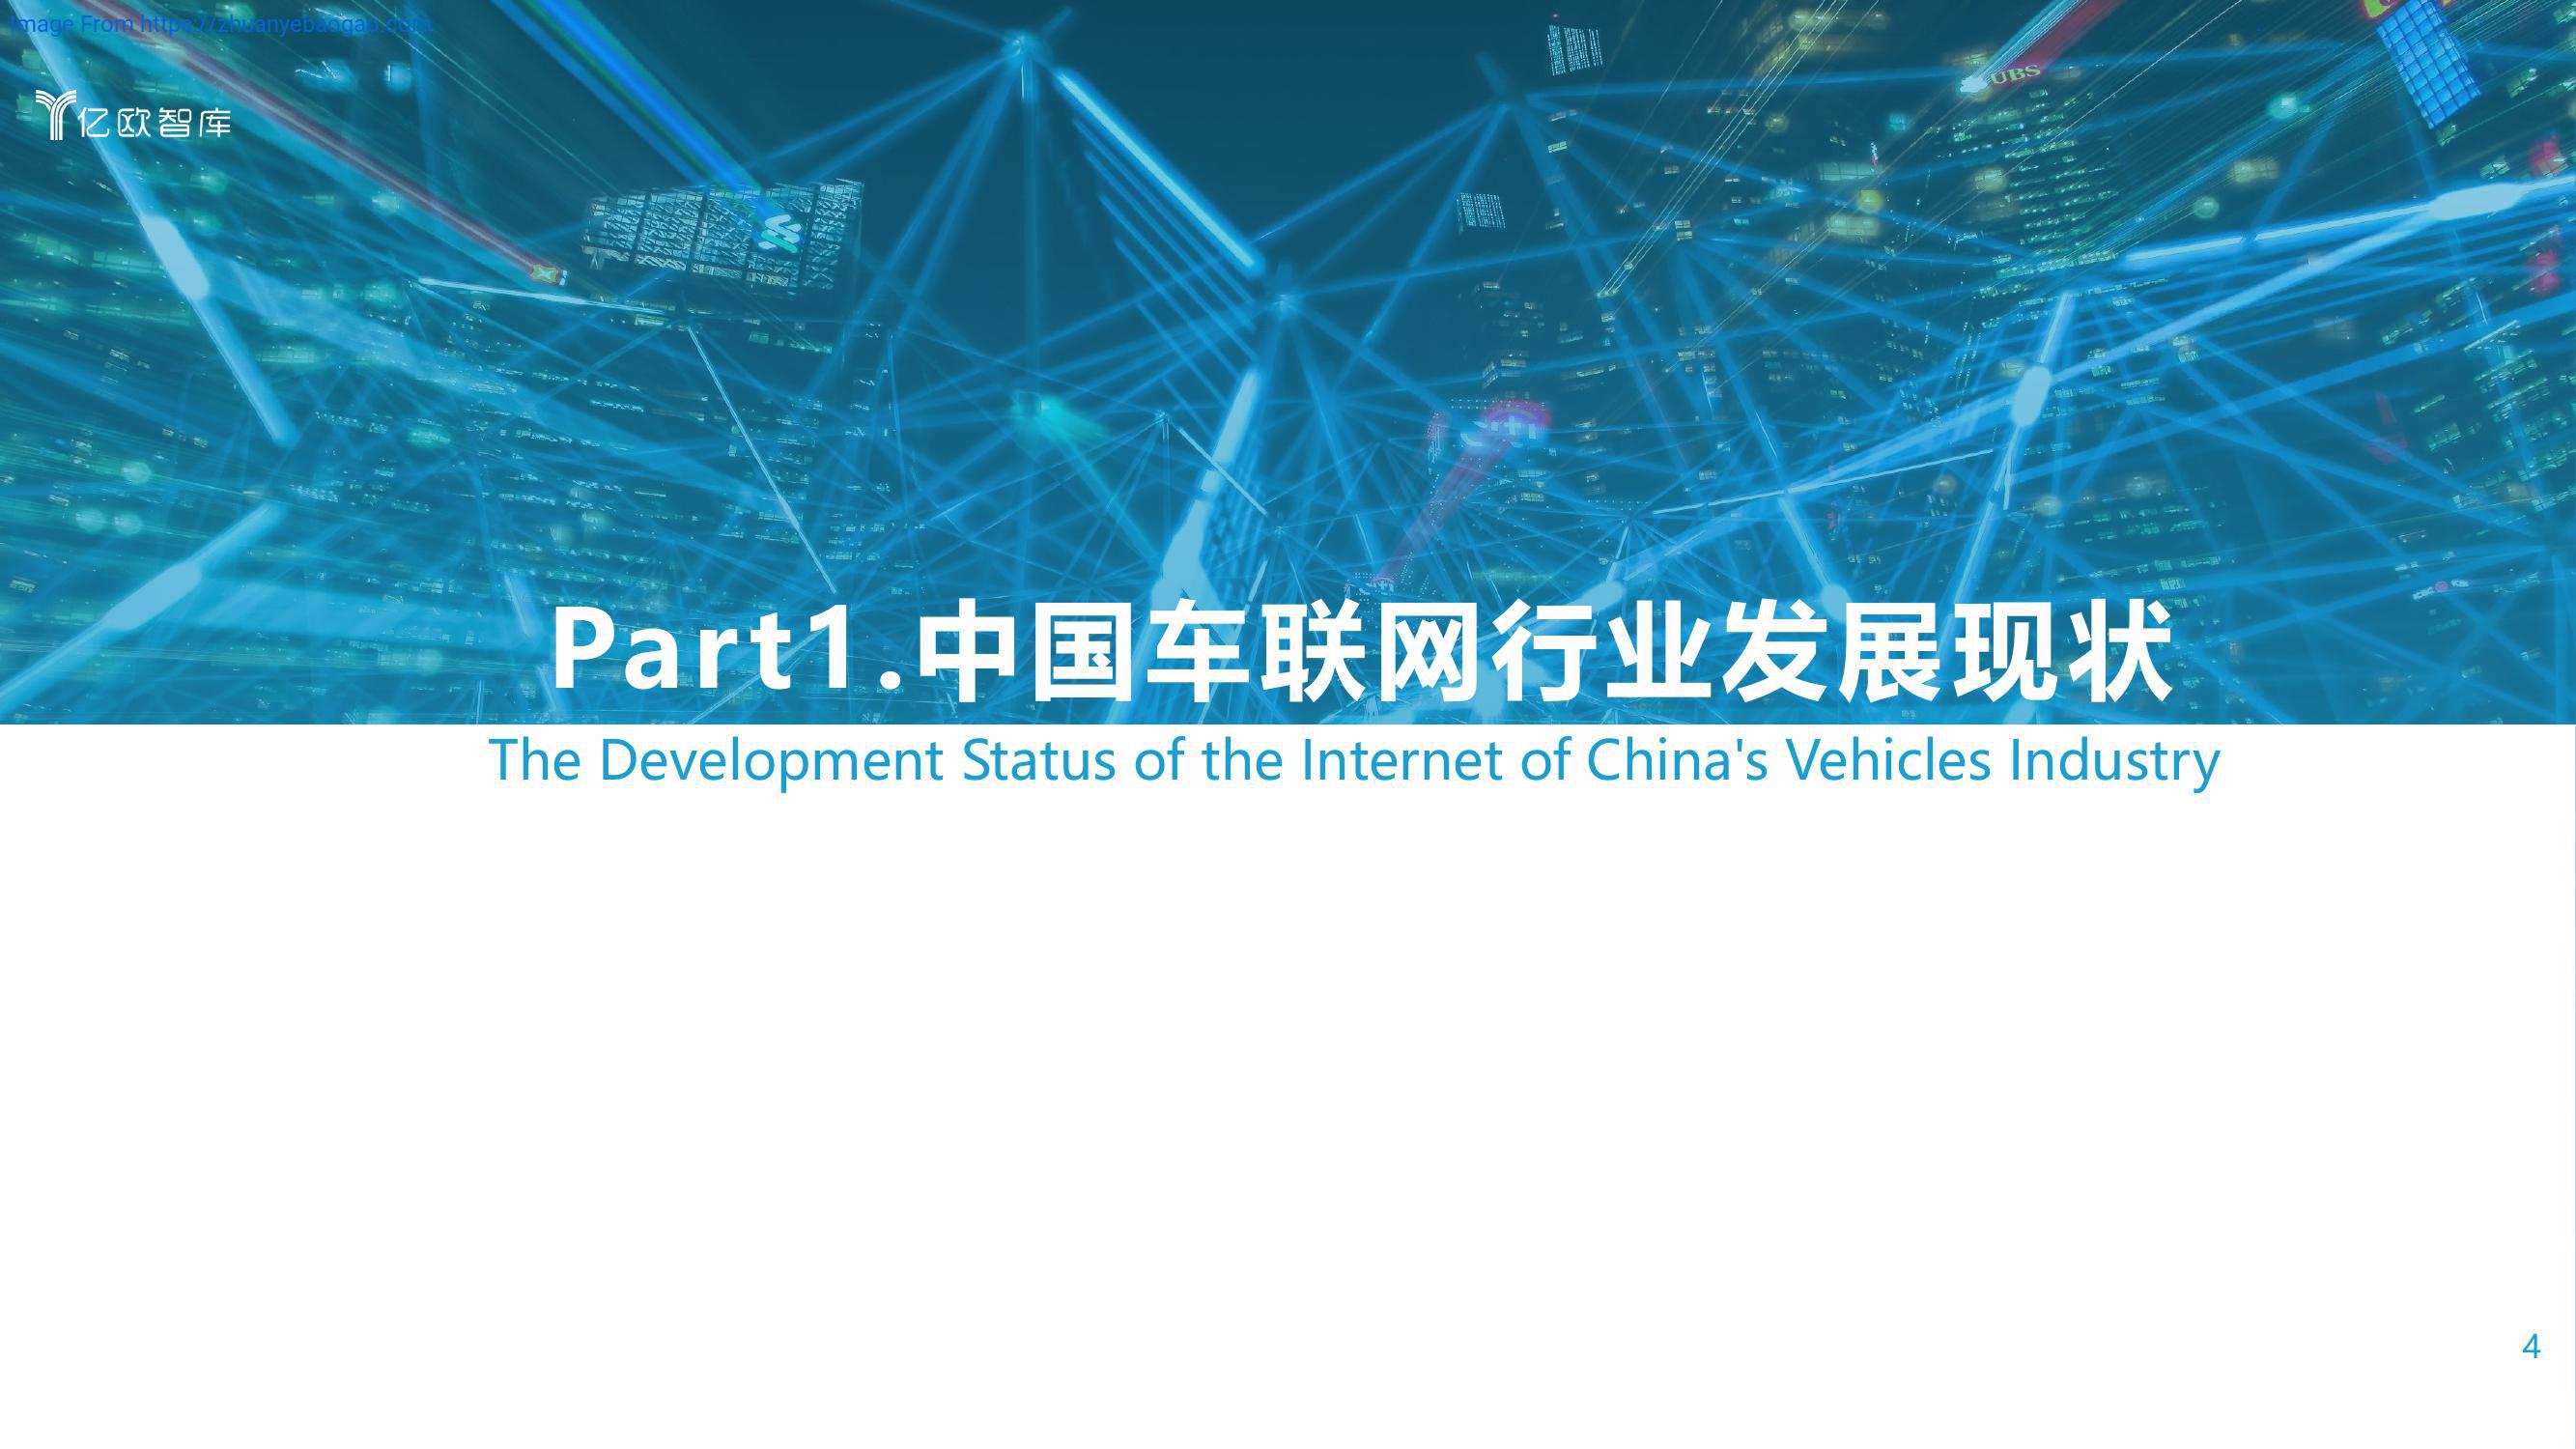 Image From https://zhuanyebaogao.com
UBS
亿欧智库
citi
Part1.中国车联网行业发展现状
The Development Status of the Internet of China's Vehicles Industry
4